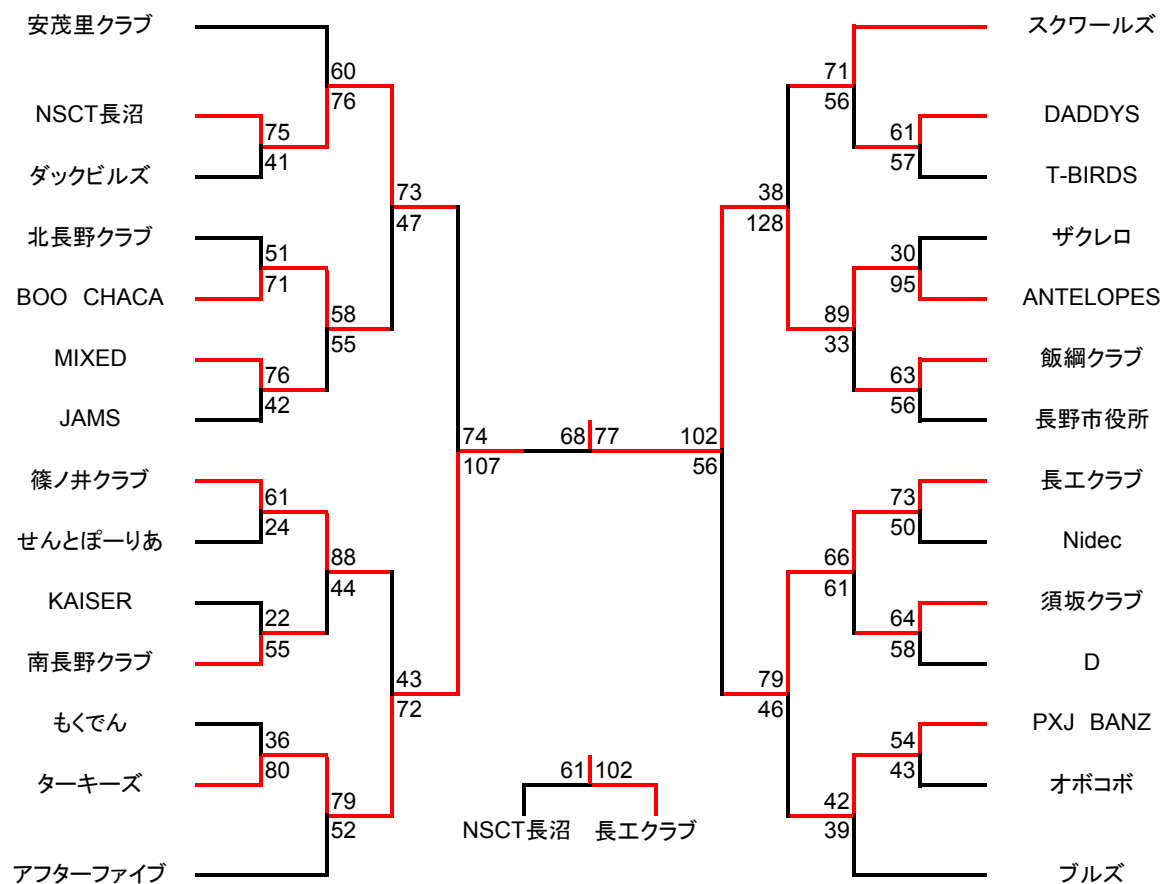 安茂里クラブ
NSCT長沼
ダックビルズ
北長野クラブ
BOO　CHACA
MIXED
JAMS
篠ノ井クラブ
せんとぽーりあ
KAISER
南長野クラブ
もくでん
ターキーズ
アフターファイブ
75
41
51
71
76
42
61
24
22
55
36
80
60
76
58
55
88
44
79
52
73
47
43
72
74
107
68 77
102
56
38
128
79
46
71
56
89
33
66
61
42
39
61
57
30
95
63
56
73
50
64
58
54
43
スクワールズ
DADDYS
T-BIRDS
ザクレロ
ANTELOPES
飯綱クラブ
長野市役所
長工クラブ
Nidec
須坂クラブ
D
PXJ　BANZ
オボコボ
ブルズ
61 102
NSCT長沼 長工クラブ